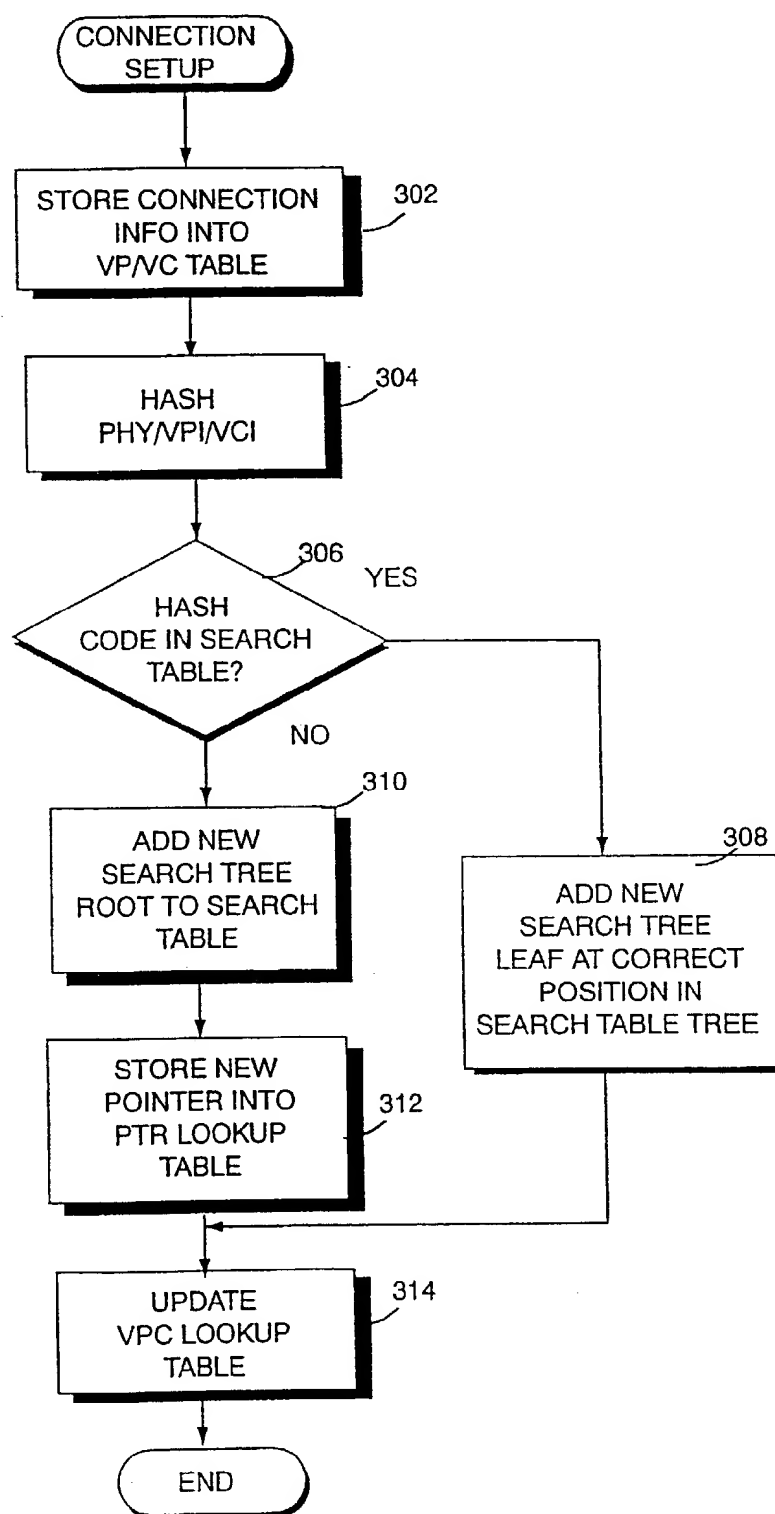 CONNECTION
SETUP
STORE CONNECTION
INFO INTO
VP/VC TABLE
302
HASH
PHY/VPI/VCI
304
306
YES
HASH
CODE IN SEARCH
TABLE?
NO
310
ADD NEW
SEARCH TREE
ROOT TO SEARCH
TABLE
308
ADD NEW
SEARCH TREE
LEAF AT CORRECT
POSITION IN
SEARCH TABLE TREE
STORE NEW
POINTER INTO
PTR LOOKUP
TABLE
312
UPDATE
VPC LOOKUP
TABLE
314
END